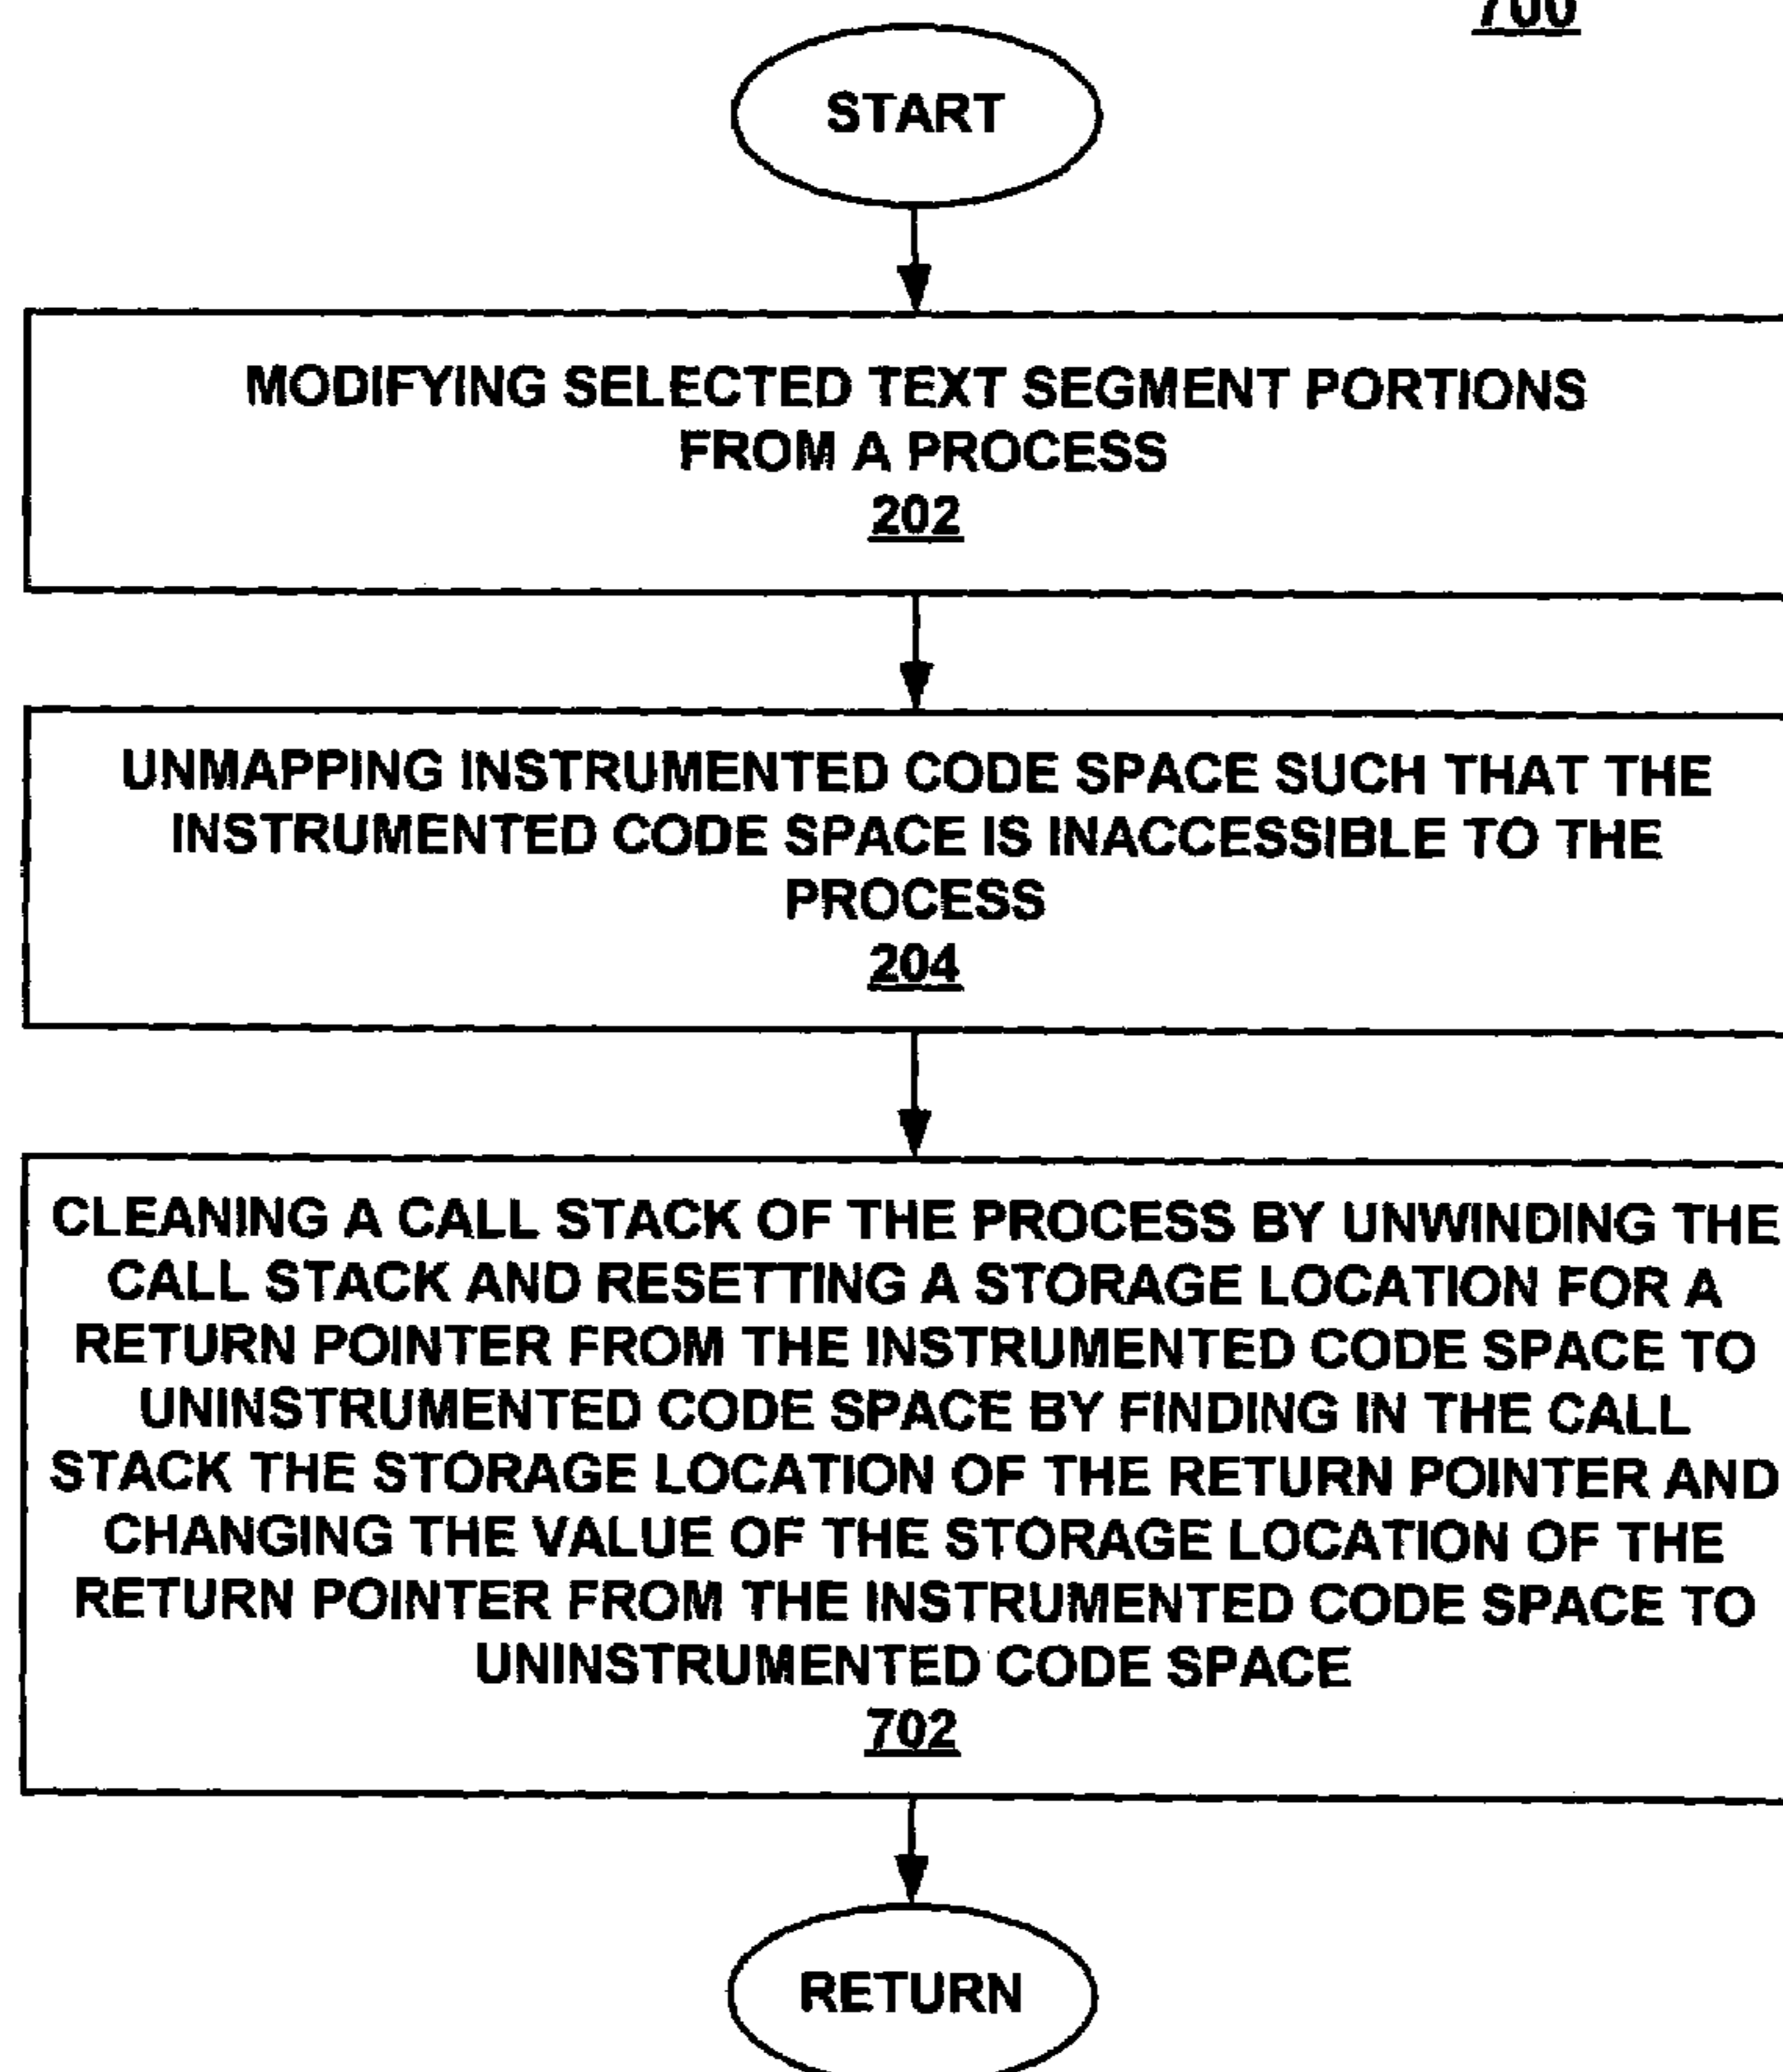 700
START
MODIFYING SELECTED TEXT SEGMENT PORTIONS
FROM A PROCESS
202
UNMAPPING INSTRUMENTED CODE SPACE SUCH THAT THE
INSTRUMENTED CODE SPACE IS INACCESSIBLE TO THE
PROCESS
204
CLEANING A CALL STACK OF THE PROCESS BY UNWINDING THE
CALL STACK AND RESETTING A STORAGE LOCATION FOR A
RETURN POINTER FROM THE INSTRUMENTED CODE SPACE TO
UNINSTRUMENTED CODE SPACE BY FINDING IN THE CALL
STACK THE STORAGE LOCATION OF THE RETURN POINTER AND
CHANGING THE VALUE OF THE STORAGE LOCATION OF THE
RETURN POINTER FROM THE INSTRUMENTED CODE SPACE TO
UNINSTRUMENTED CODE SPACE
702
RETURN